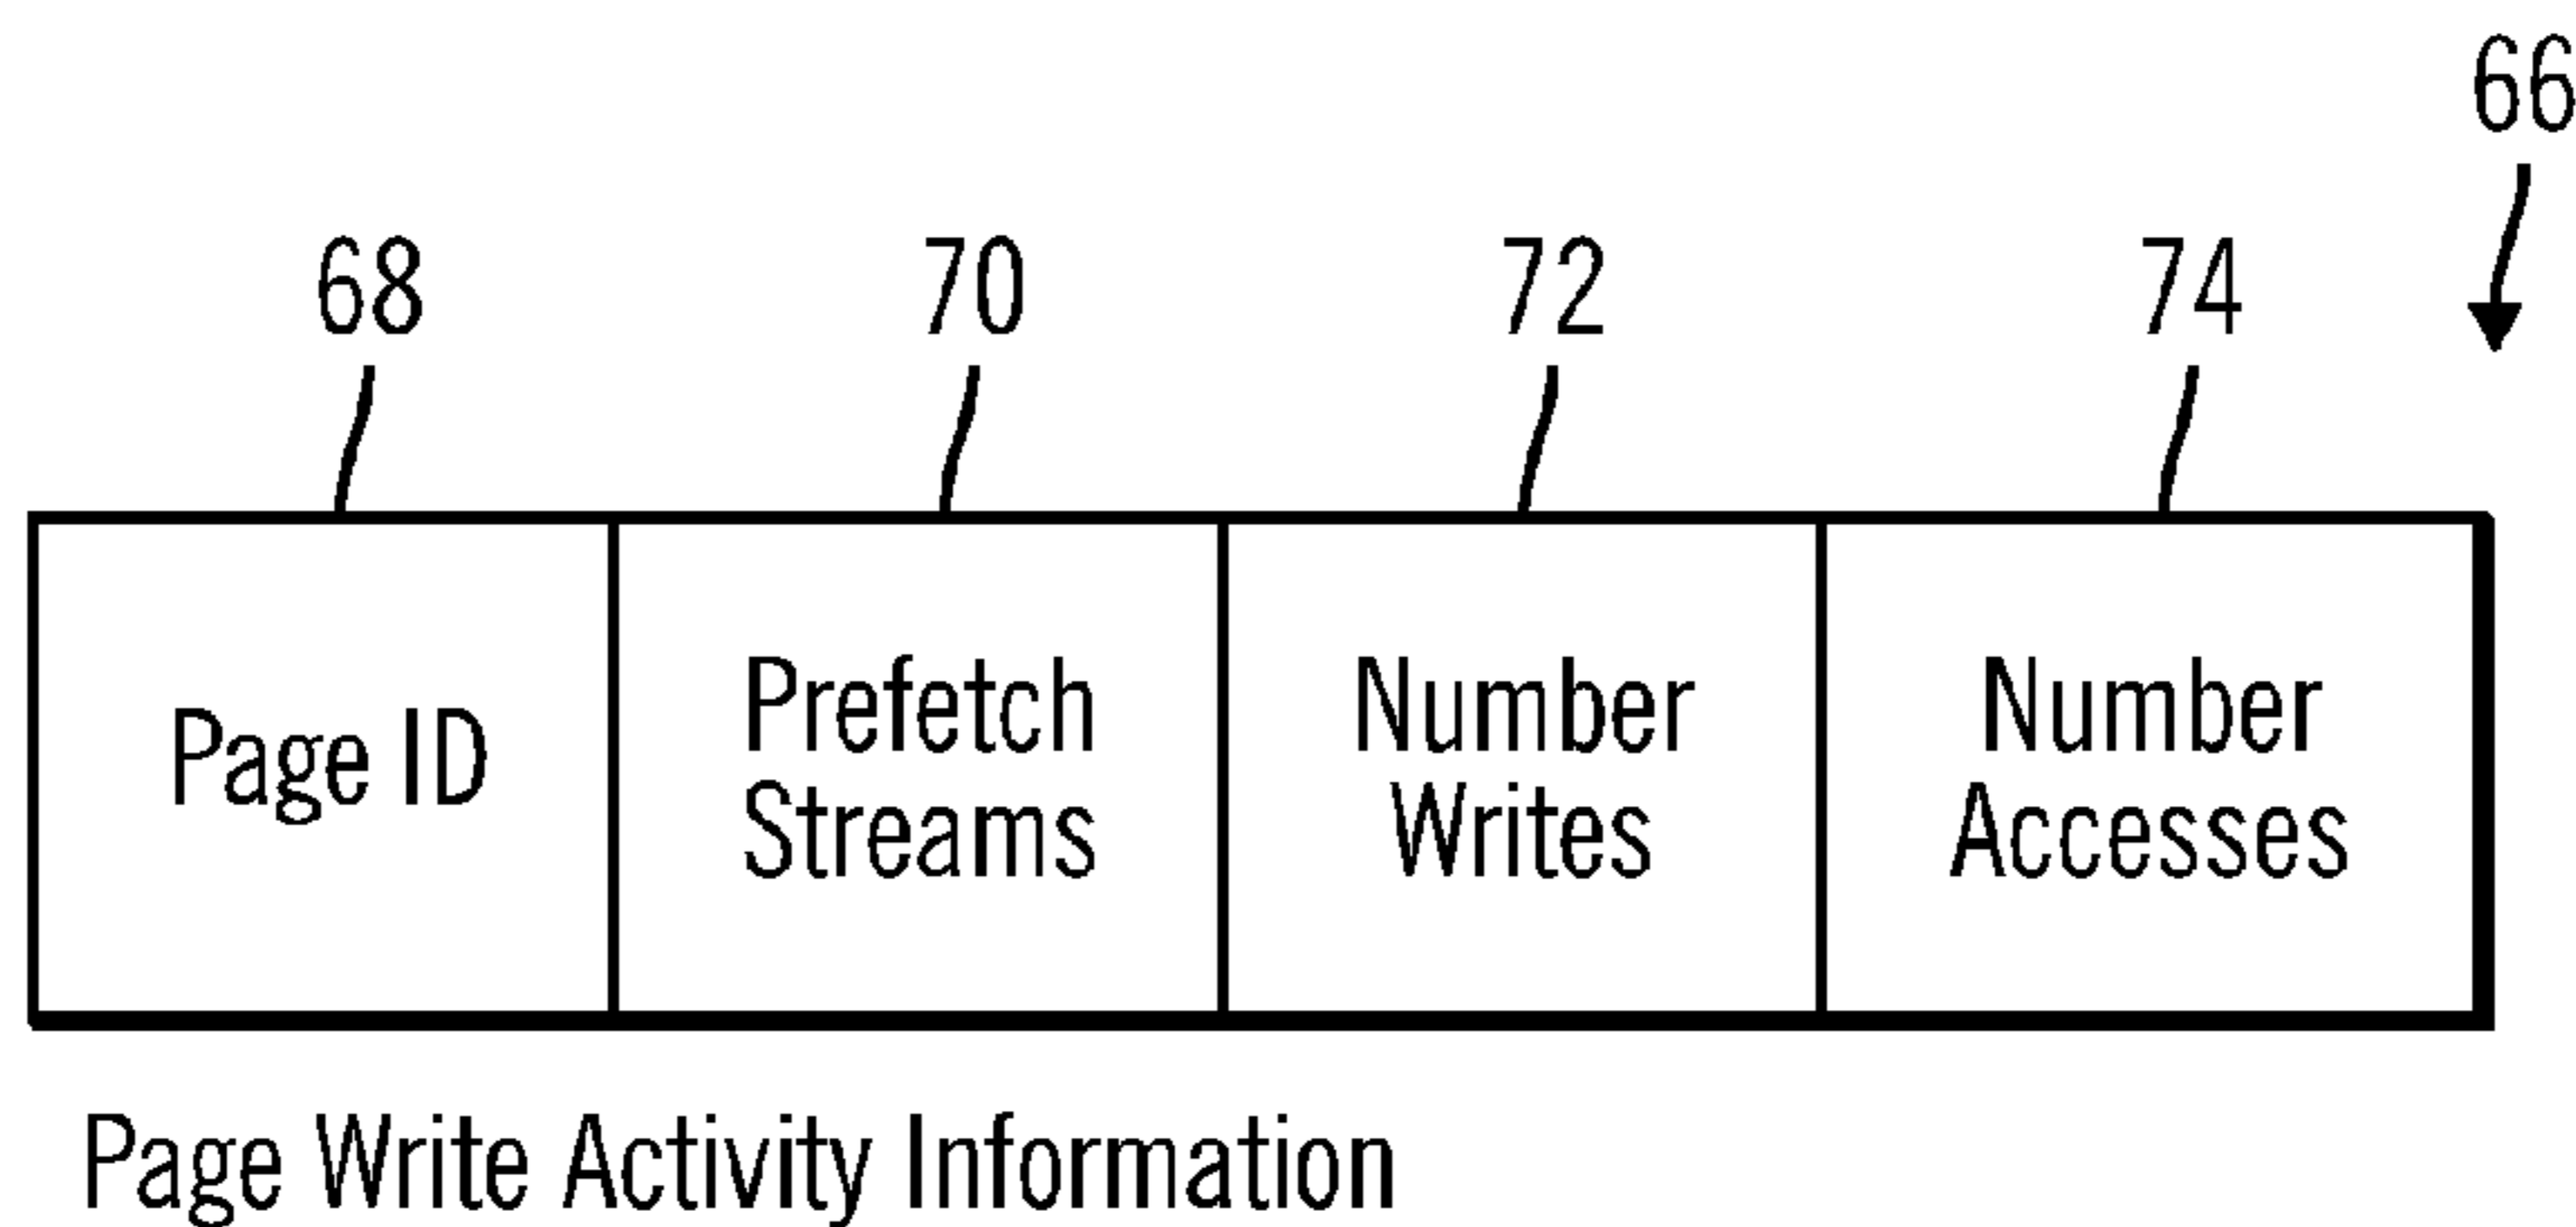 66
68 70 72 74
Page ID
Prefetch
Streams
Number
Writes
Number
Accesses
Page Write Activity Information